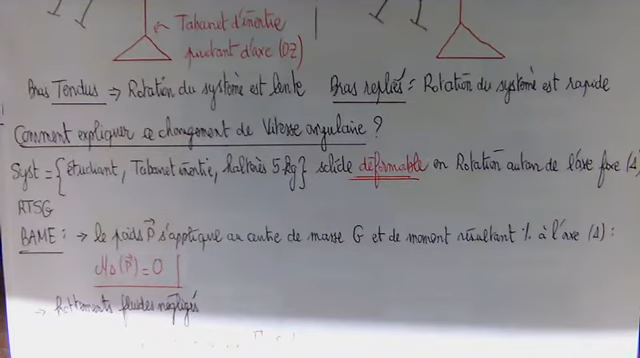 Tabouret d'inertie
pivotant d'axe (OZ)
Bras Tendus ⇒ Rotation du système est lente
Bras repliés = Rotation du système est rapide
Comment expliquer ce changement de Vitesse angulaire ?
Syst = {étudiant, Tabouret inertie, haltères 5 kg} solide déformable en Rotation autour de l'axe fixe (Δ)
RTSG
BAME : → le poids P⃗ s'applique au centre de masse G et de moment résultant % à l'axe (Δ) :
M_Δ(P⃗) = 0
→ frottements fluides négligés